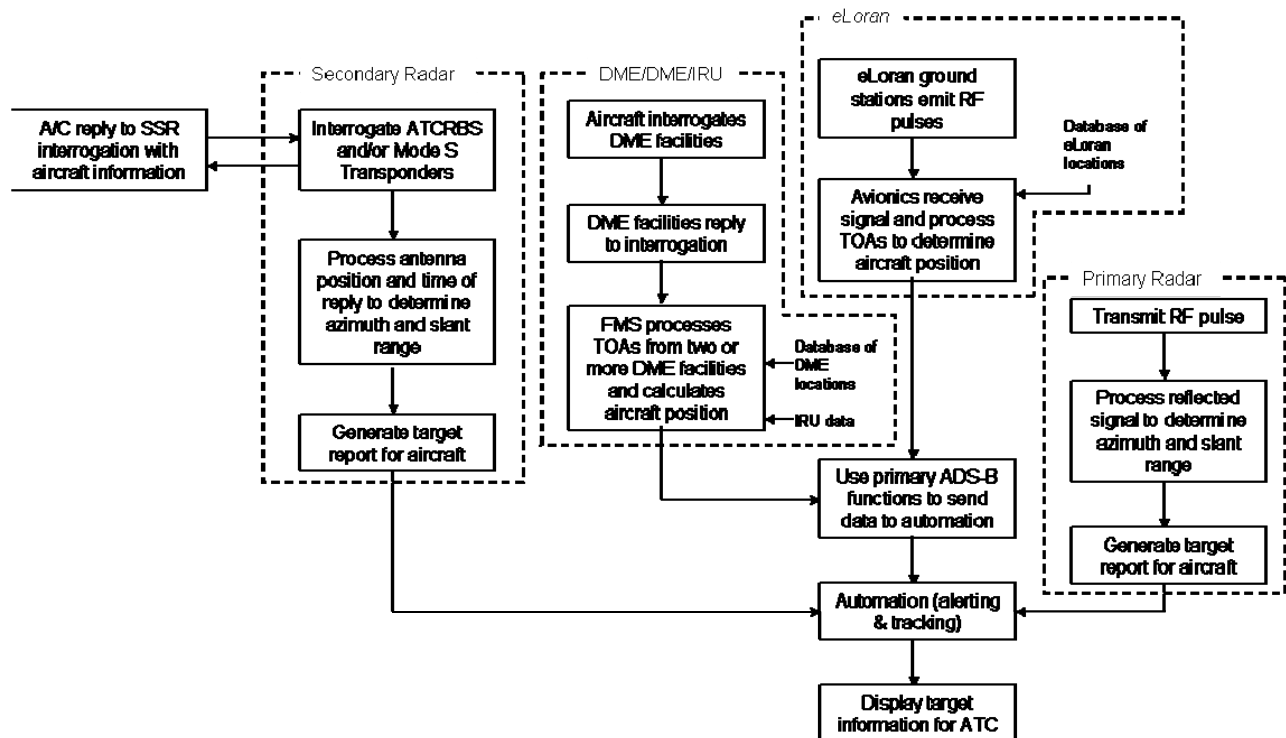 eLoran
Secondary Radar
DME/DME/IRU
A/C reply to SSR
interrogation with
aircraft information
Interrogate ATCRBS
and/or Mode S
Transponders
Process antenna
position and time of
reply to determine
azimuth and slant
range
Generate target
report for aircraft
Aircraft interrogates
DME facilities
DME facilities reply
to interrogation
FMS processes
TOAs from two or
more DME facilities
and calculates
aircraft position
Database of
DME
locations
IRU data
eLoran ground
stations emit RF
pulses
Database of
eLoran
locations
Avionics receive
signal and process
TOAs to determine
aircraft position
Primary Radar
Transmit RF pulse
Process reflected
signal to determine
azimuth and slant
range
Generate target
report for aircraft
Use primary ADS-B
functions to send
data to automation
Automation (alerting
& tracking)
Display target
information for ATC